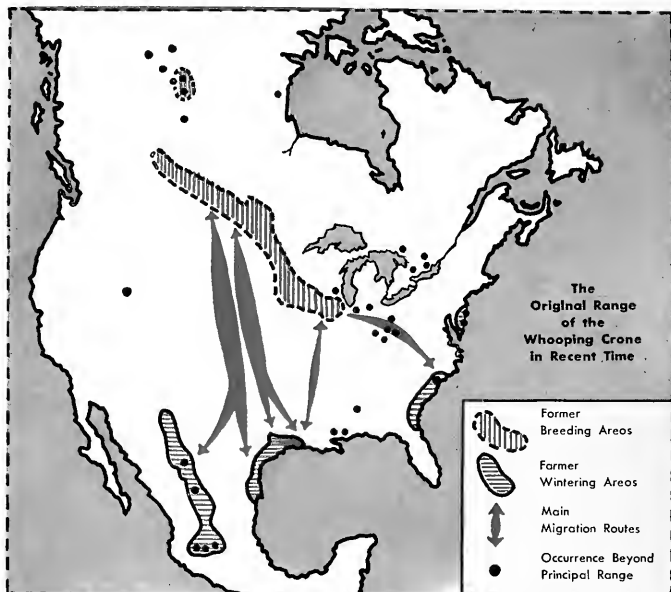 The
Original Range
of the
Whooping Crone
in Recent Time
Former
Breeding Areos
Farmer
Wintering Areas
Main
Migration Routes
Occurrence Beyond
Principal Range